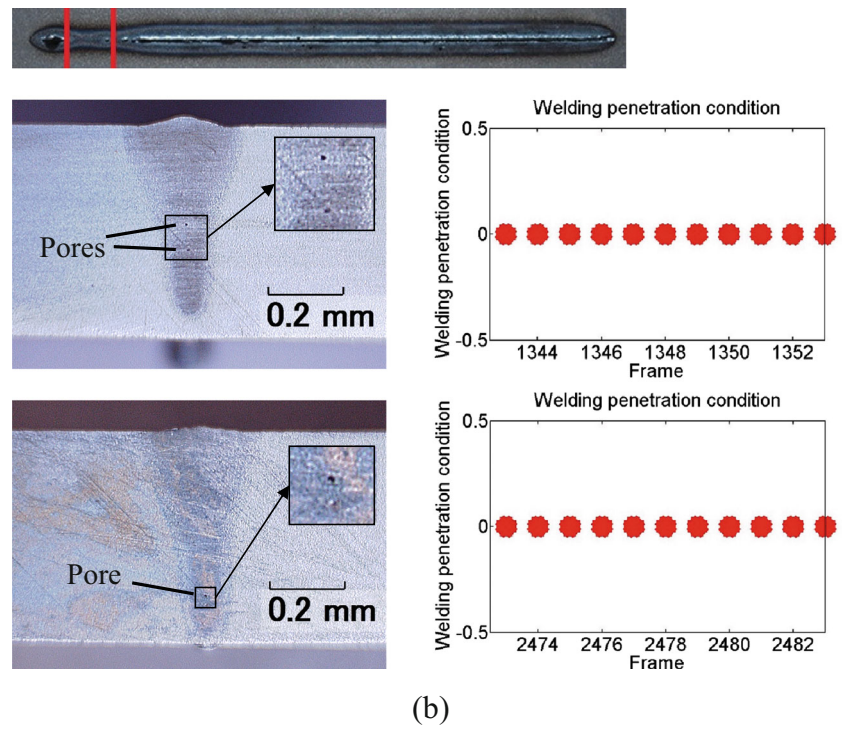 Pores
0.2 mm
Welding penetration condition
Welding penetration condition
0.5
0
-0.5
1344 1346 1348 1350 1352
Frame
Pore
0.2 mm
Welding penetration condition
Welding penetration condition
0.5
0
-0.5
2474 2476 2478 2480 2482
Frame
(b)